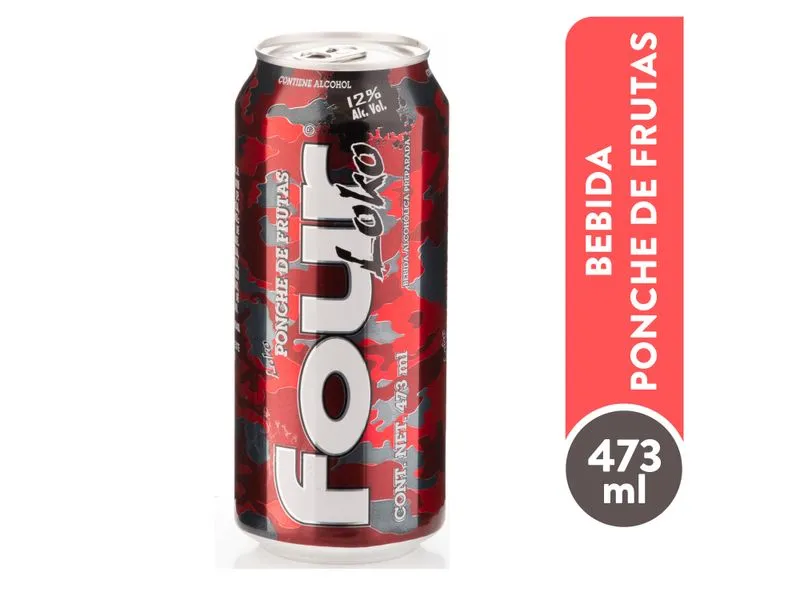 CONTIENE ALCOHOL
12%
Alc. Vol.
Four
Loko
PONCHE DE FRUTAS
Loko
BEBIDA ALCOHÓLICA PREPARADA
CONT. NET. 473 ml
BEBIDA
PONCHE DE FRUTAS
473
ml